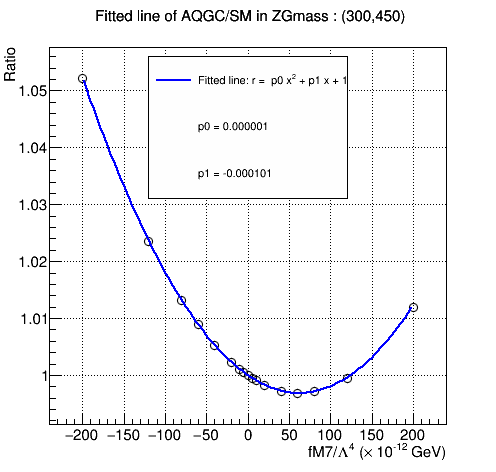 Fitted line of AQGC/SM in ZGmass : (300,450)
Ratio
Fitted line: r = p0 x² + p1 x + 1
p0 = 0.000001
p1 = -0.000101
1.05
1.04
1.03
1.02
1.01
1
−200 −150 −100 −50 0 50 100 150 200
fM7/Λ⁴ (× 10⁻¹² GeV)